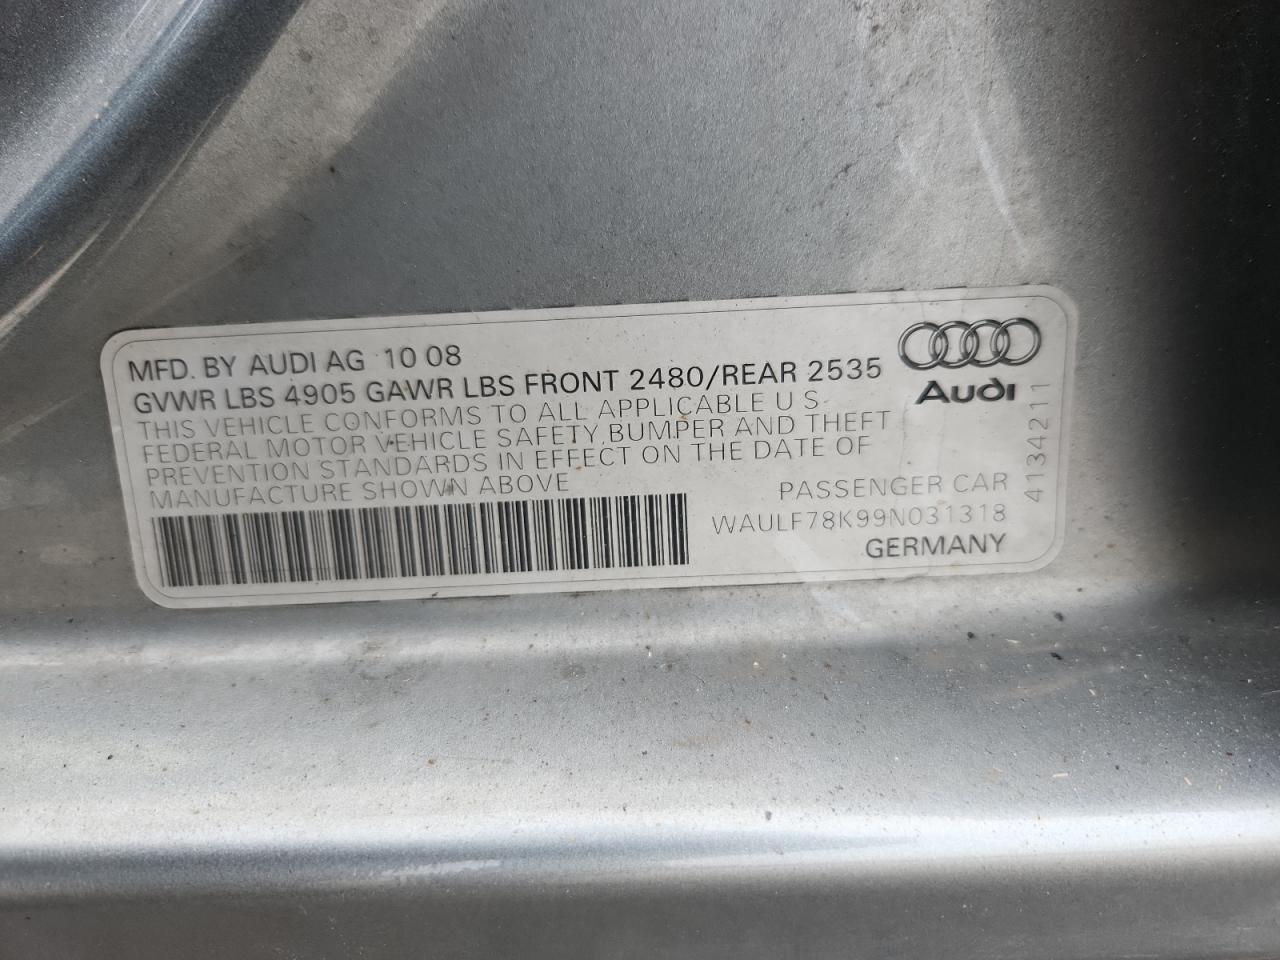 MFD. BY AUDI AG 10 08
GVWR LBS 4905 GAWR LBS FRONT 2480/REAR 2535
THIS VEHICLE CONFORMS TO ALL APPLICABLE U S
FEDERAL MOTOR VEHICLE SAFETY, BUMPER AND THEFT
PREVENTION STANDARDS IN EFFECT ON THE DATE OF
MANUFACTURE SHOWN ABOVE
PASSENGER CAR
WAULF78K99N031318
GERMANY
Audi
4134211